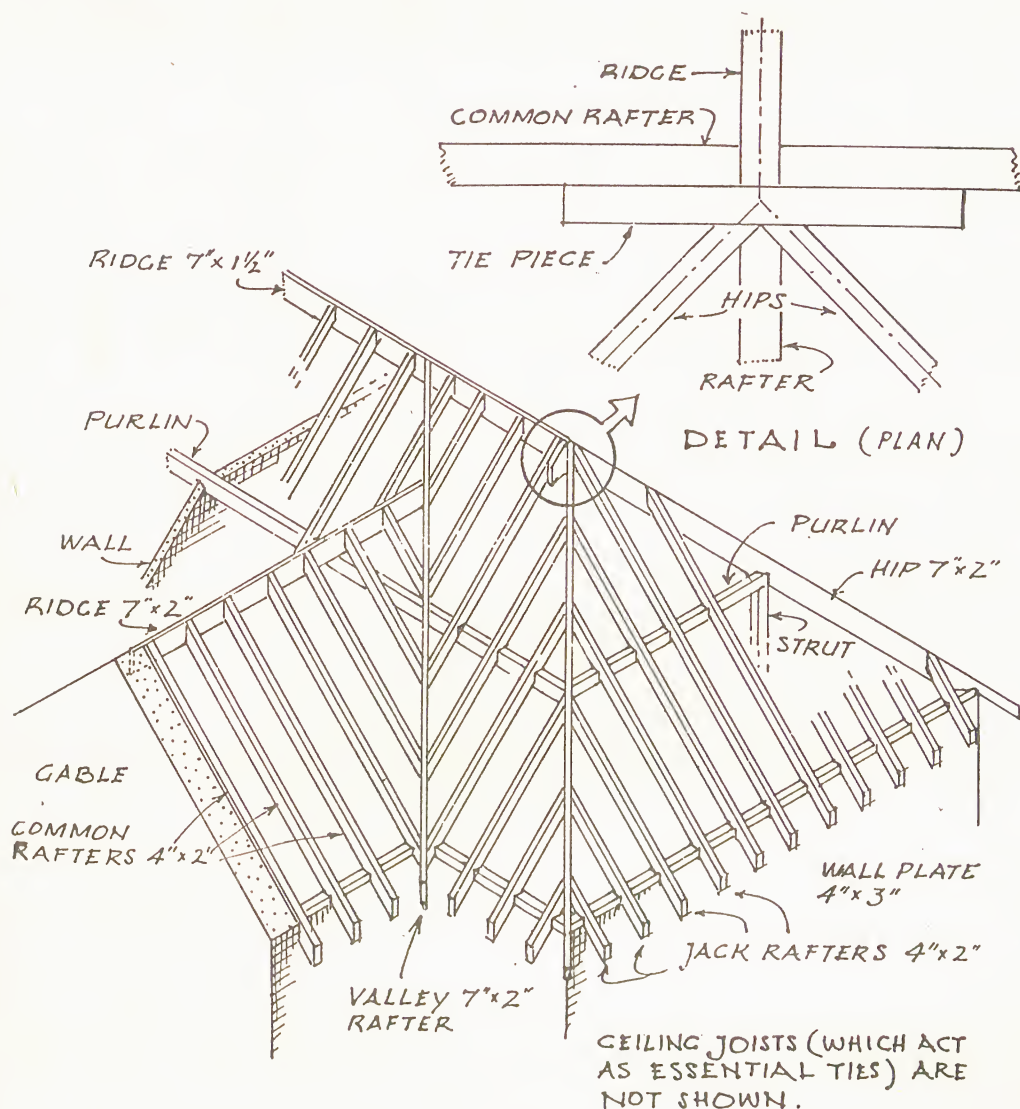 RIDGE
COMMON RAFTER
TIE PIECE
HIPS
RAFTER
DETAIL (PLAN)
RIDGE 7"x 1½"
PURLIN
WALL
RIDGE 7"x 2"
PURLIN
HIP 7"x 2"
STRUT
GABLE
COMMON
RAFTERS 4"x 2"
WALL PLATE
4"x 3"
JACK RAFTERS 4"x 2"
VALLEY 7"x 2"
RAFTER
CEILING JOISTS (WHICH ACT
AS ESSENTIAL TIES) ARE
NOT SHOWN.